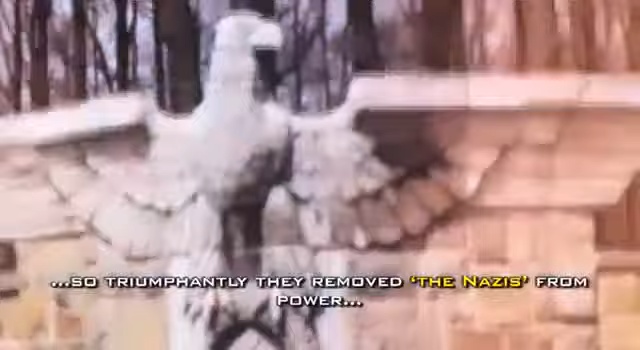 ...SO TRIUMPHANTLY THEY REMOVED ‘THE NAZIS’ FROM
POWER...